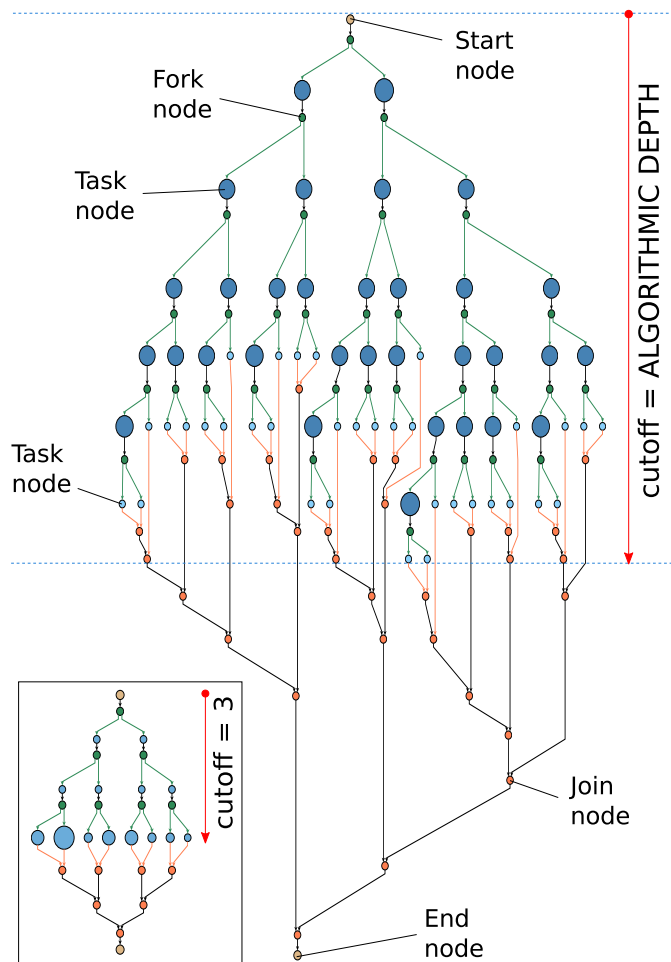 Start
node
Fork
node
Task
node
cutoff = ALGORITHMIC DEPTH
Task
node
cutoff = 3
Join
node
End
node